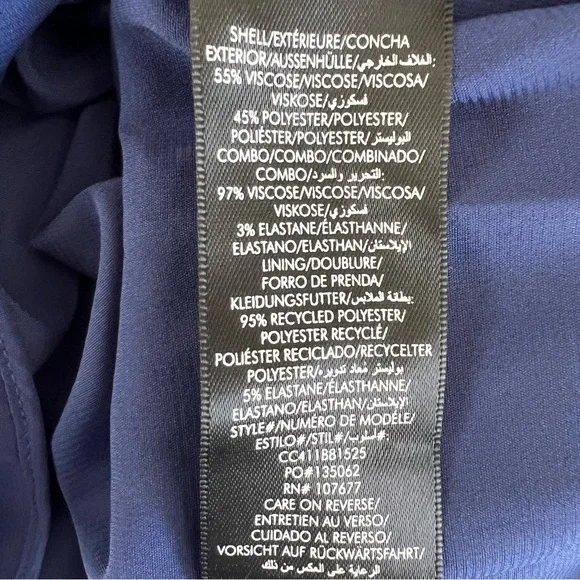 SHELL/EXTÉRIEURE/CONCHA
EXTERIOR/AUSSENHÜLLE/الغلاف الخارجي:
55% VISCOSE/VISCOSE/VISCOSA/
VISKOSE/فسكوزي
45% POLYESTER/POLYESTER/
POLIÉSTER/POLYESTER/البوليستر
COMBO/COMBO/COMBINADO/
COMBO/التحرير والسرد:
97% VISCOSE/VISCOSE/VISCOSA/
VISKOSE/فسكوزي
3% ELASTANE/ÉLASTHANNE/
ELASTANO/ELASTHAN/الإيلاستان
LINING/DOUBLURE/
FORRO DE PRENDA/
KLEIDUNGSFUTTER/بطانة الملابس:
95% RECYCLED POLYESTER/
POLYESTER RECYCLÉ/
POLIÉSTER RECICLADO/RECYCELTER
POLYESTER/بوليستر معاد تدويره
5% ELASTANE/ÉLASTHANNE/
ELASTANO/ELASTHAN/الإيلاستان
STYLE#/NUMÉRO DE MODÈLE/
ESTILO#/STIL#/أسلوب#:
CC411B81525
PO#135062
RN# 107677
CARE ON REVERSE/
ENTRETIEN AU VERSO/
CUIDADO AL REVERSO/
VORSICHT AUF RÜCKWÄRTSFAHRT/
الرعاية على العكس من ذلك